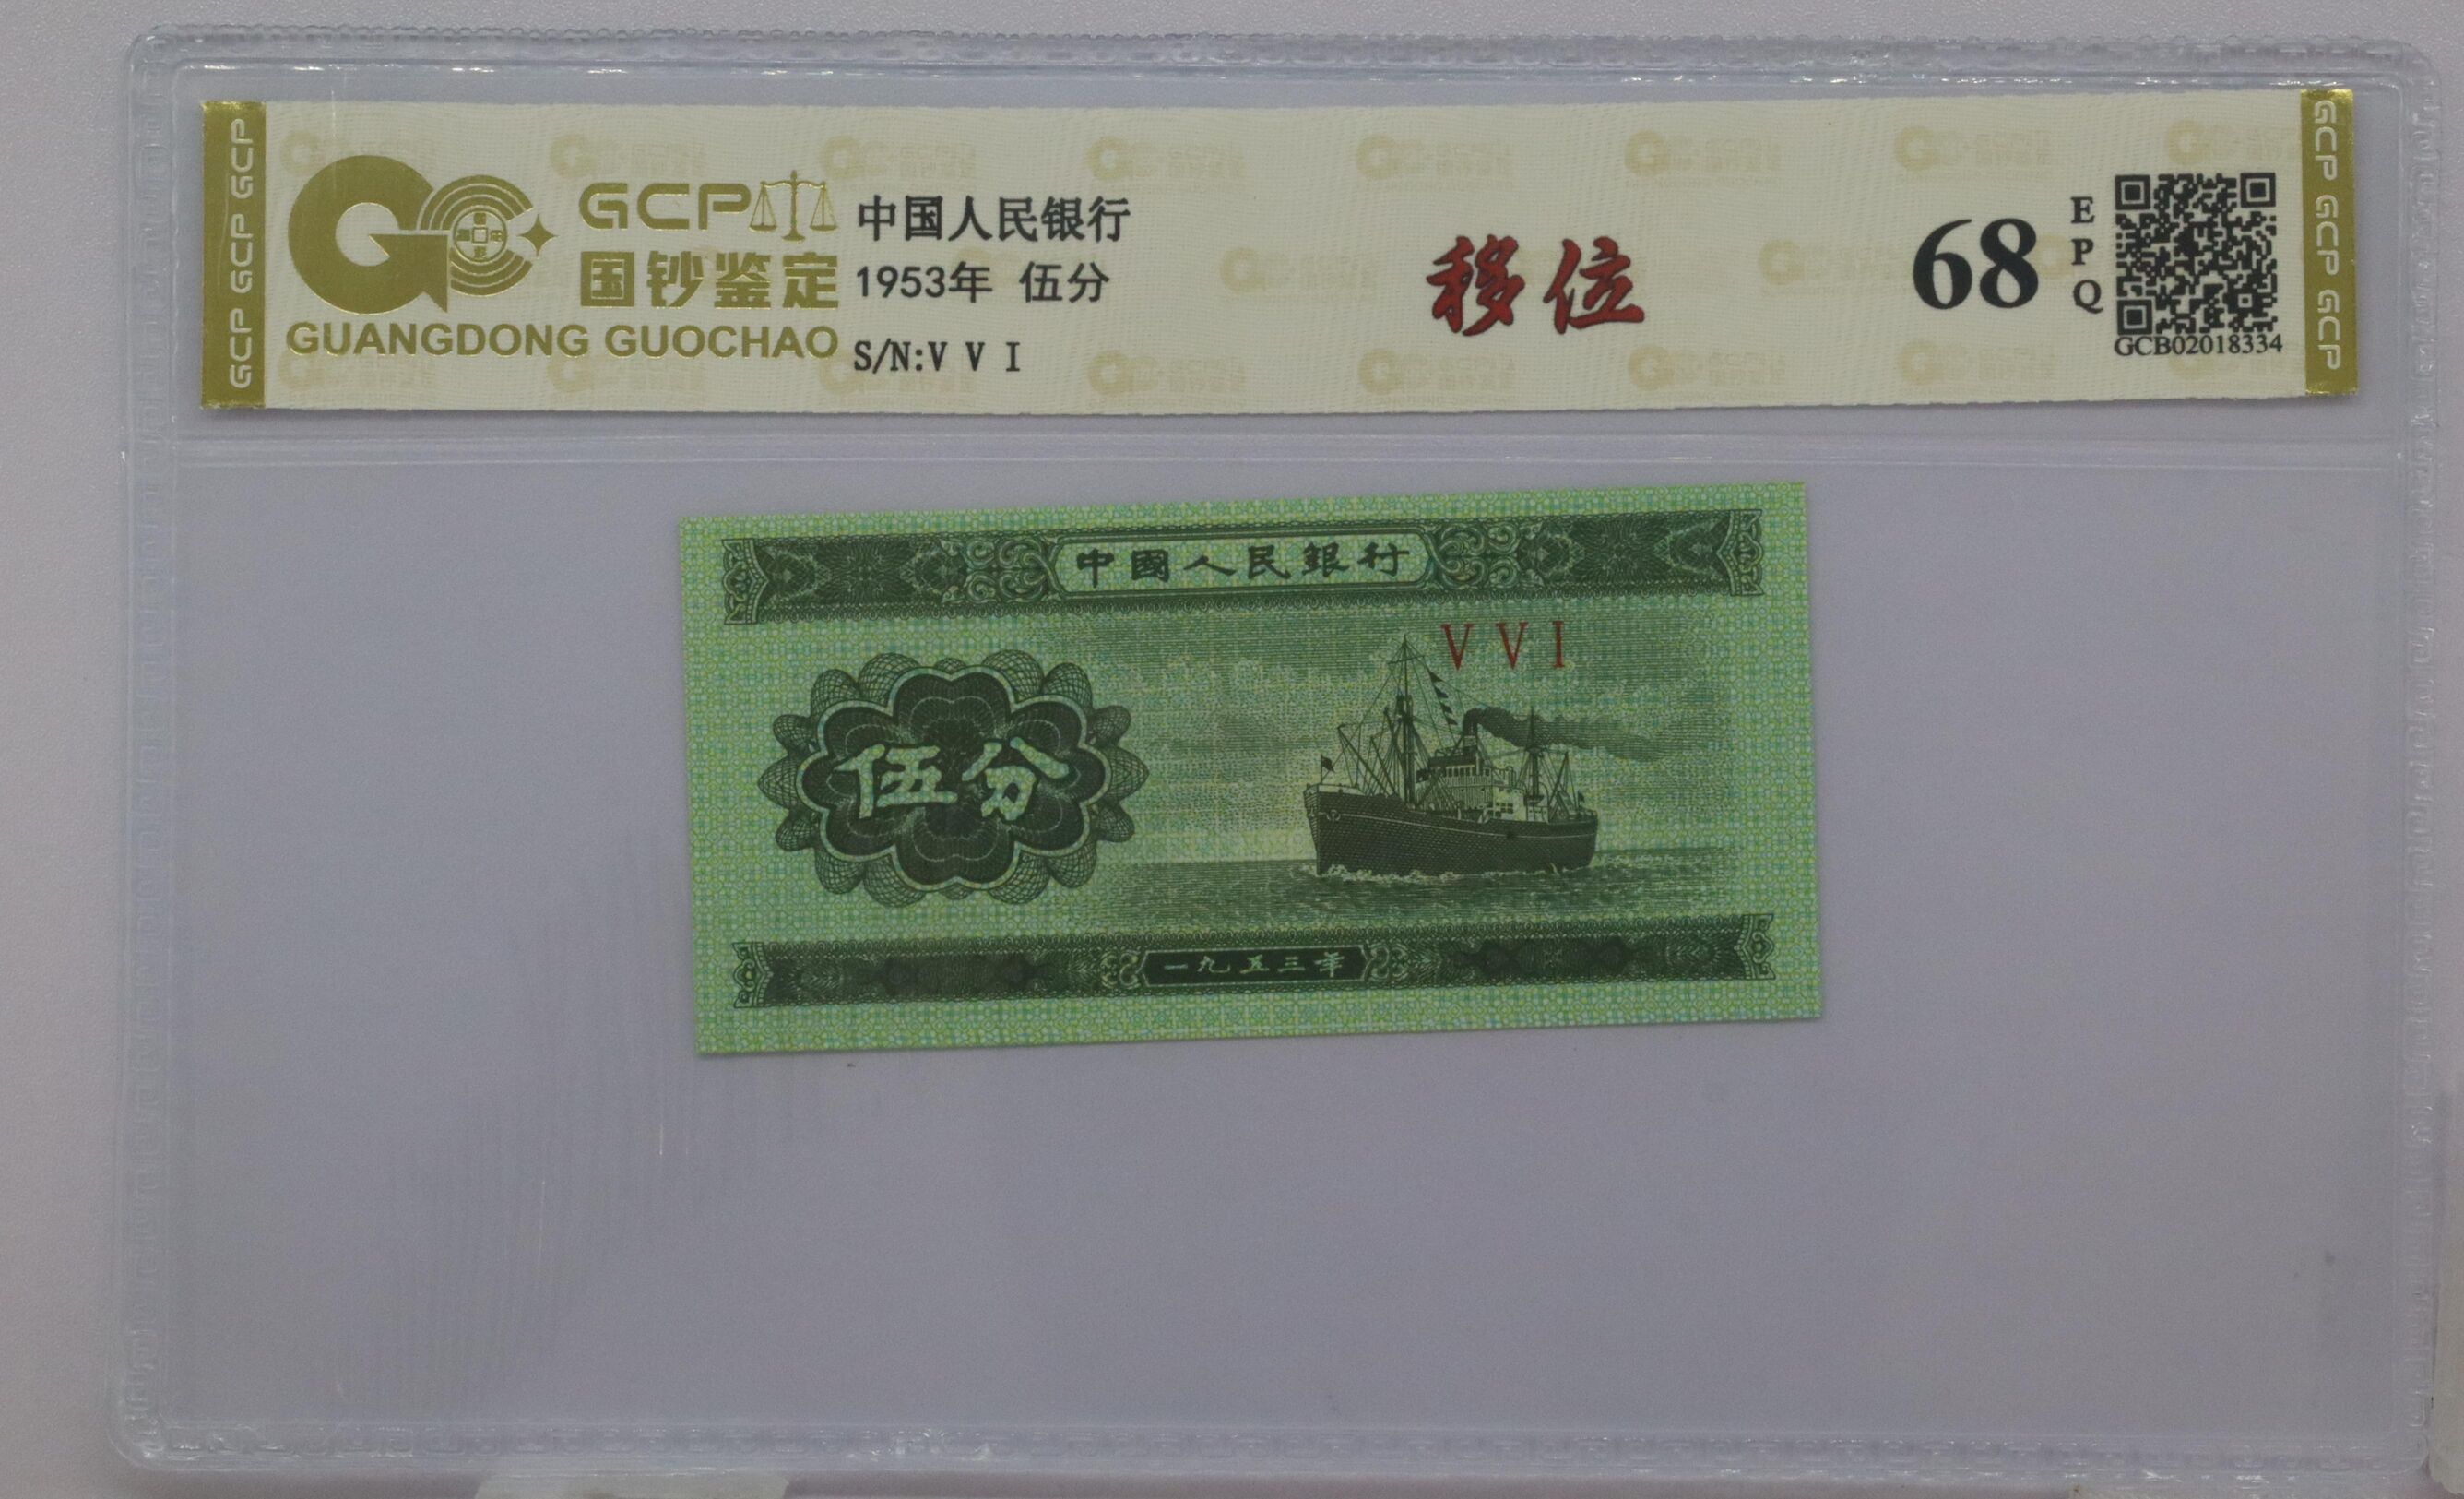 GCP GCP GCP
GCP
国钞鉴定
GUANGDONG GUOCHAO
中国人民银行
1953年 伍分
S/N:V V I
移位
68
EPQ
GCB02018334
GCP GCP GCP
中國人民銀行
V V I
伍分
一九五三年